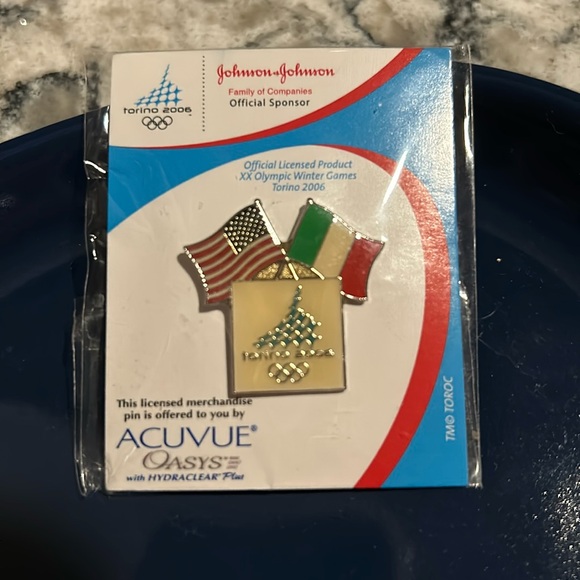 torino 2006
Johnson & Johnson
Family of Companies
Official Sponsor
Official Licensed Product
XX Olympic Winter Games
Torino 2006
torino 2006
This licensed merchandise
pin is offered to you by
ACUVUE®
OASYS
with HYDRACLEAR® Plus
TM© TOROC